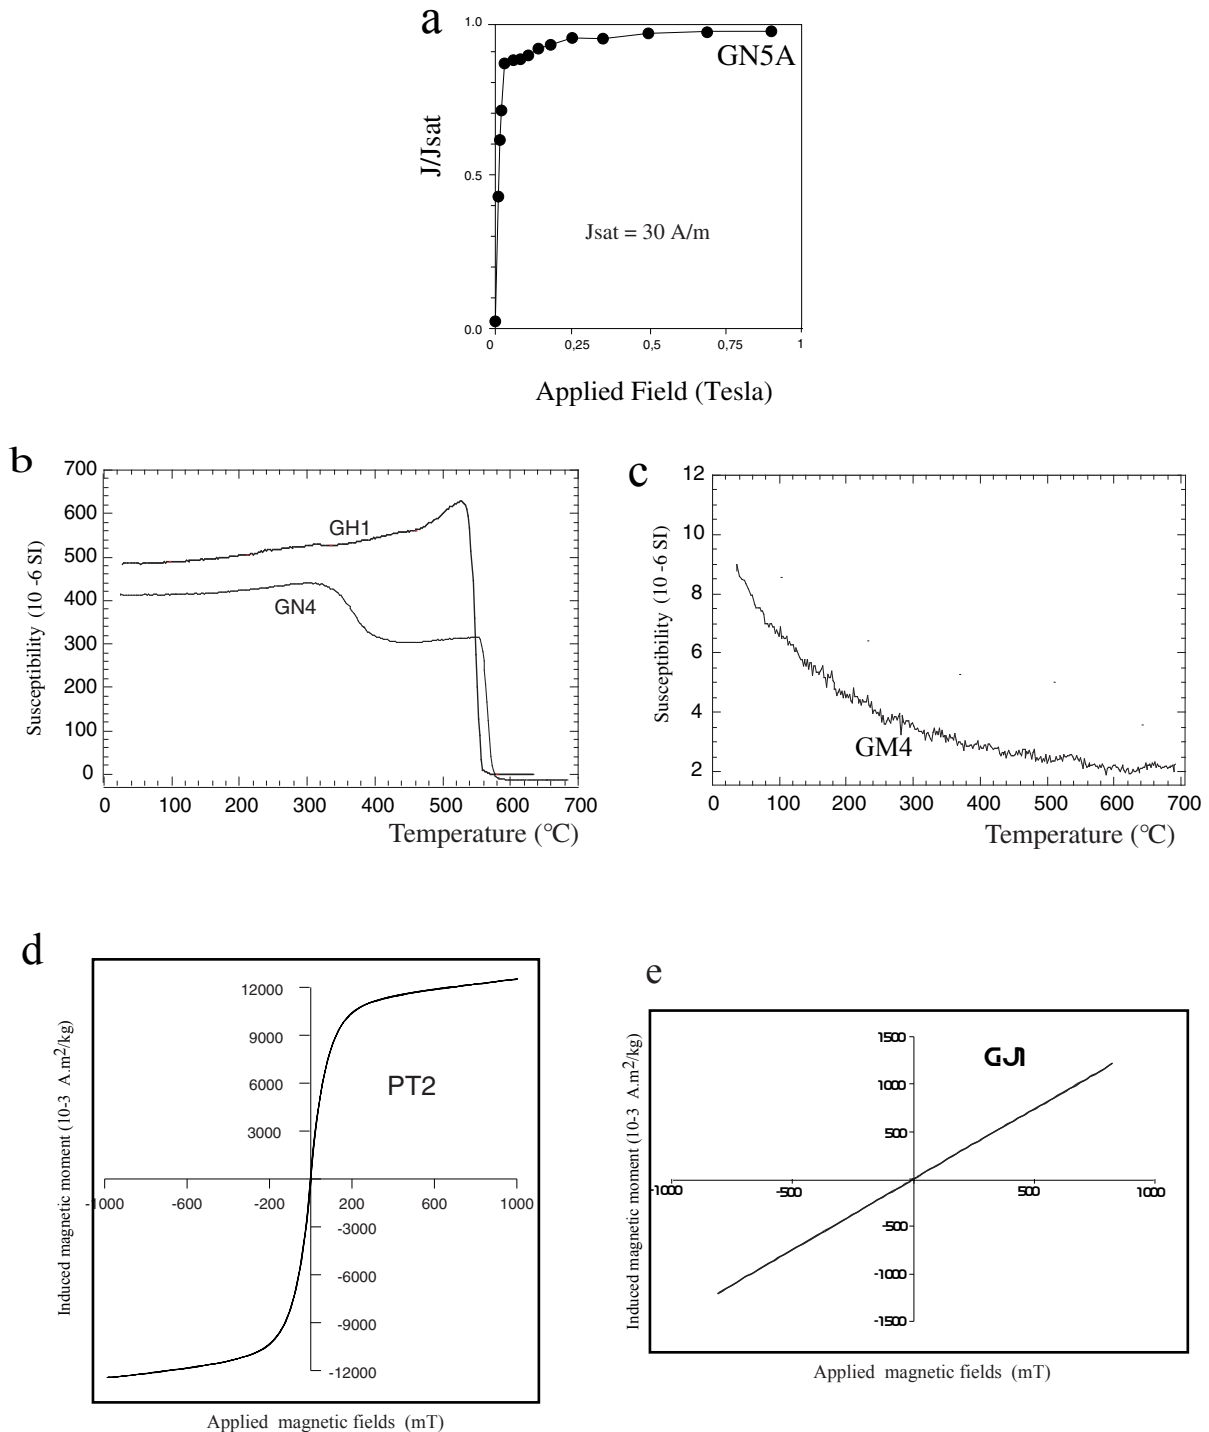 a
1.0
GN5A
J/Jsat
0.5
Jsat = 30 A/m
0.0
0 0,25 0,5 0,75 1
Applied Field (Tesla)
b
700
600
500
400
300
200
100
0
Susceptibility (10 -6 SI)
GH1
GN4
0 100 200 300 400 500 600 700
Temperature (°C)
c
12
10
8
6
4
2
Susceptibility (10 -6 SI)
GM4
0 100 200 300 400 500 600 700
Temperature (°C)
d
Induced magnetic moment (10-3 A.m2/kg)
12000
9000
6000
3000
PT2
-1000 -600 -200 200 600 1000
-3000
-6000
-9000
-12000
Applied magnetic fields (mT)
e
Induced magnetic moment (10-3 A.m2/kg)
1500
GJ1
1000
500
-1000 -500 500 1000
-500
-1000
-1500
Applied magnetic fields (mT)